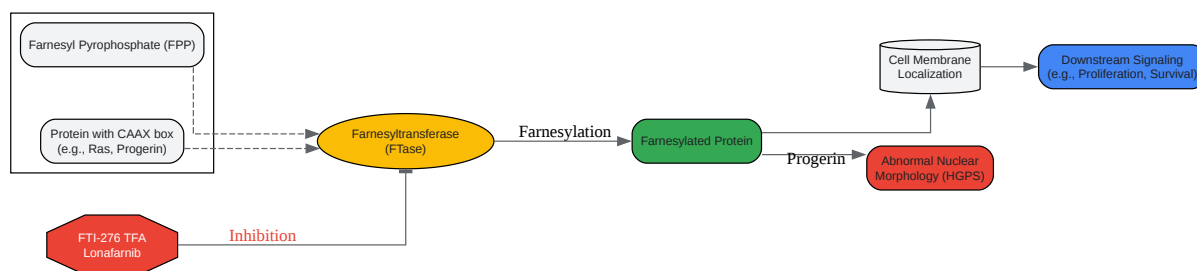 Farnesyl Pyrophosphate (FPP)
Protein with CAAX box
(e.g., Ras, Progerin)
FTI-276 TFA
Lonafarnib
Inhibition
Farnesyltransferase
(FTase)
Farnesylation
Farnesylated Protein
Progerin
Cell Membrane
Localization
Abnormal Nuclear
Morphology (HGPS)
Downstream Signaling
(e.g., Proliferation, Survival)